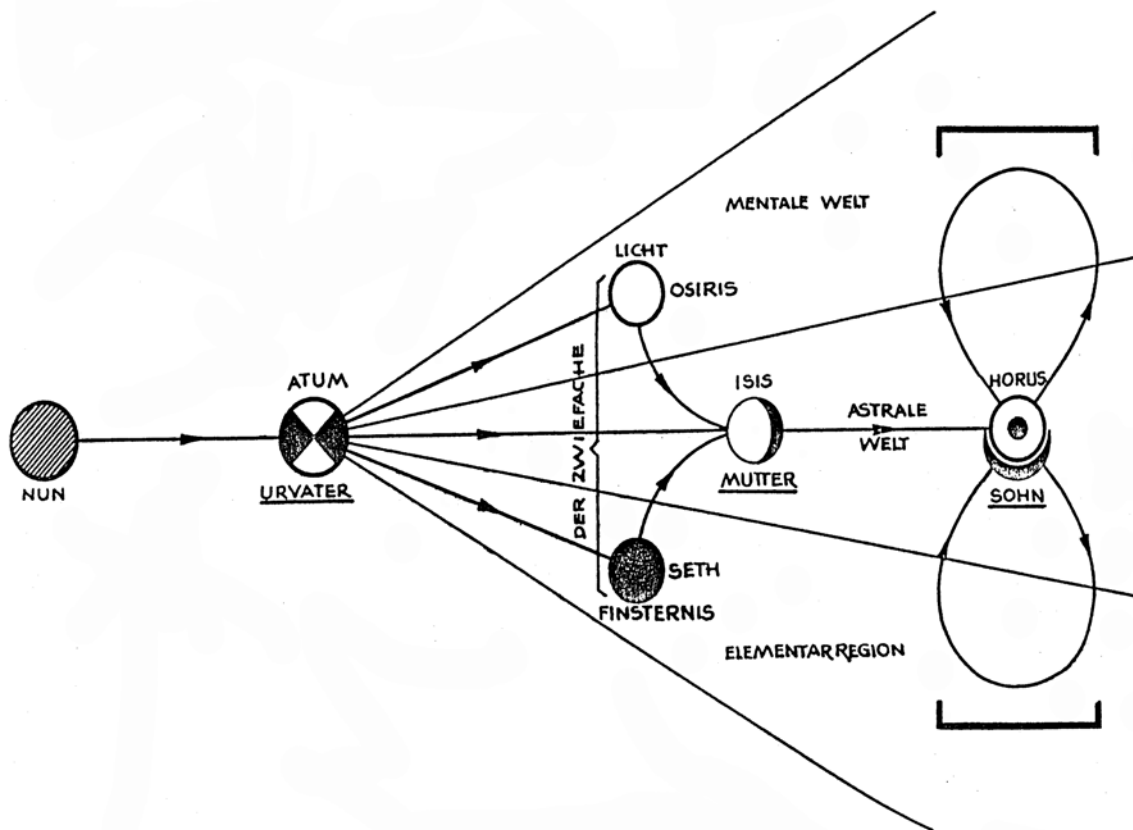 MENTALE WELT
LICHT
OSIRIS
DER ZWIEFACHE
ATUM
URVATER
NUN
ISIS
MUTTER
ASTRALE
WELT
HORUS
SOHN
SETH
FINSTERNIS
ELEMENTARREGION